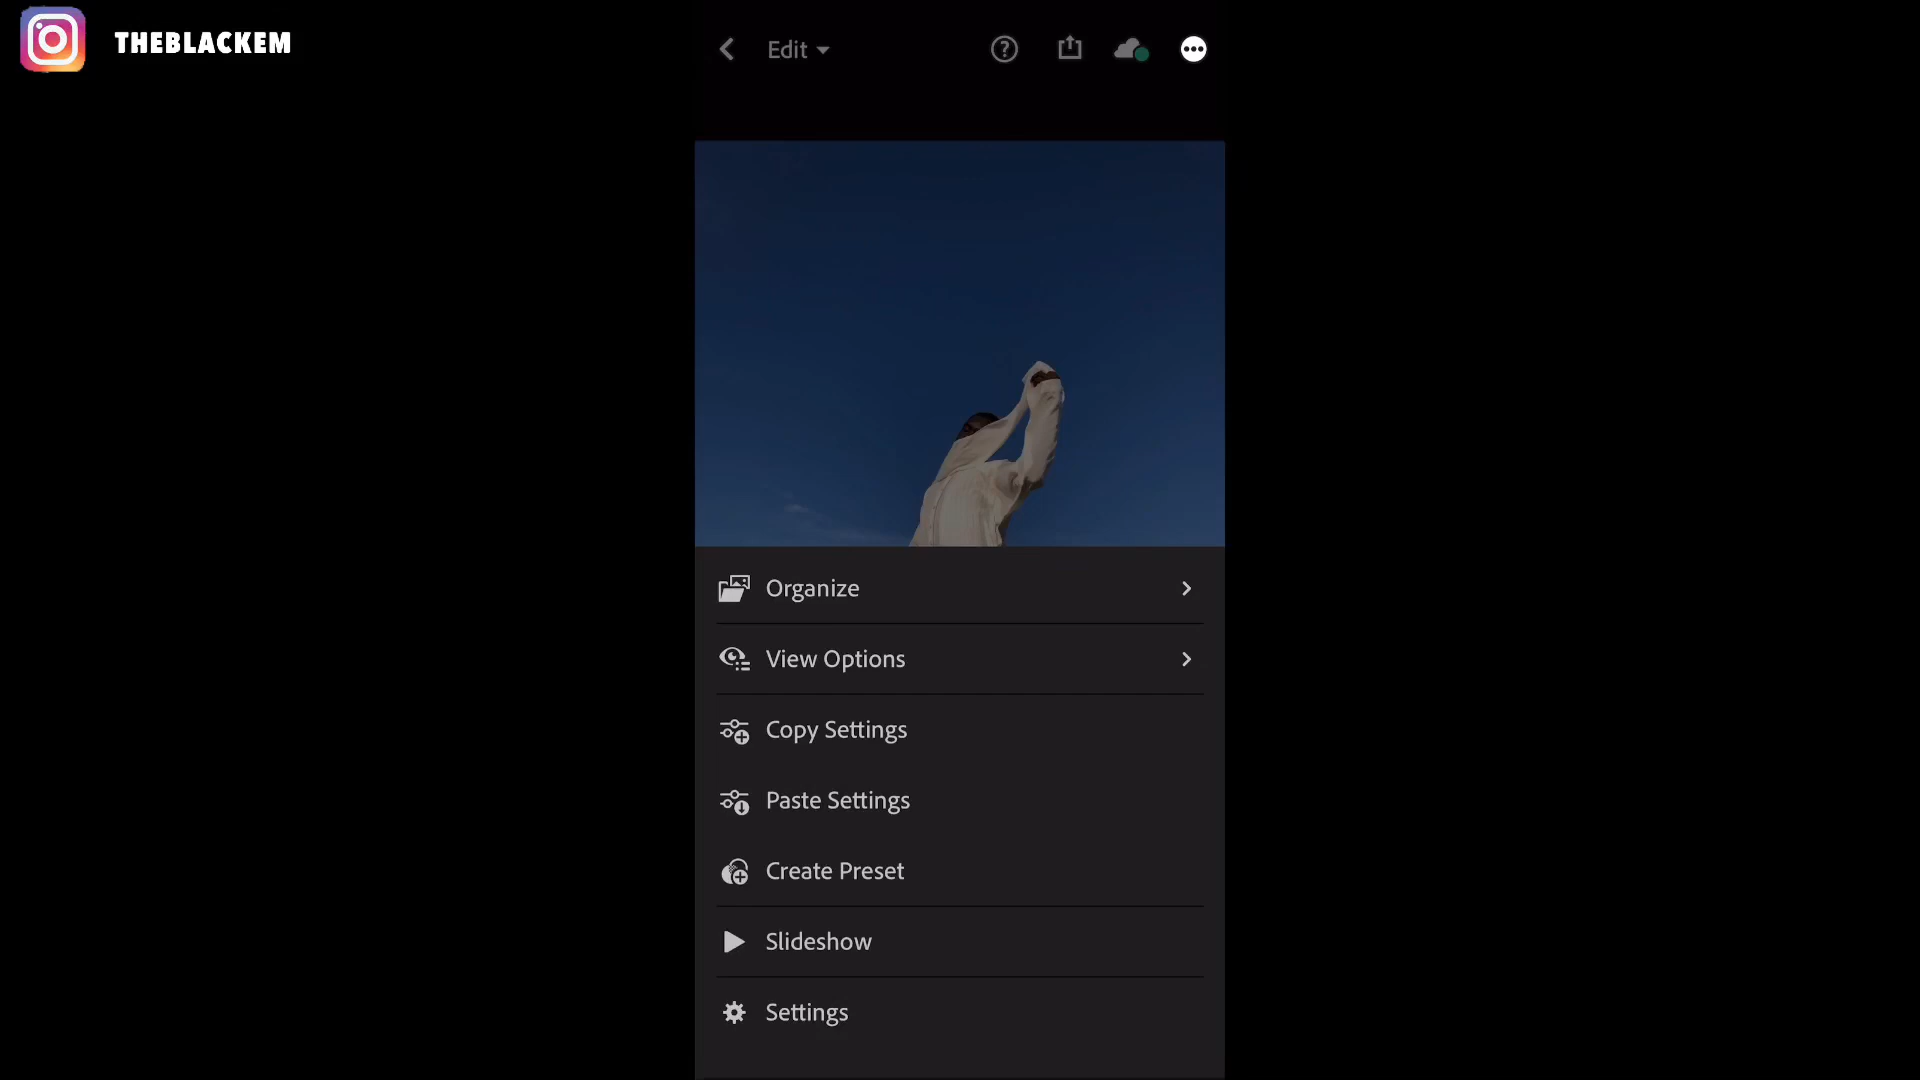 THEBLACKEM
Edit
Organize
View Options
Copy Settings
Paste Settings
Create Preset
Slideshow
Settings